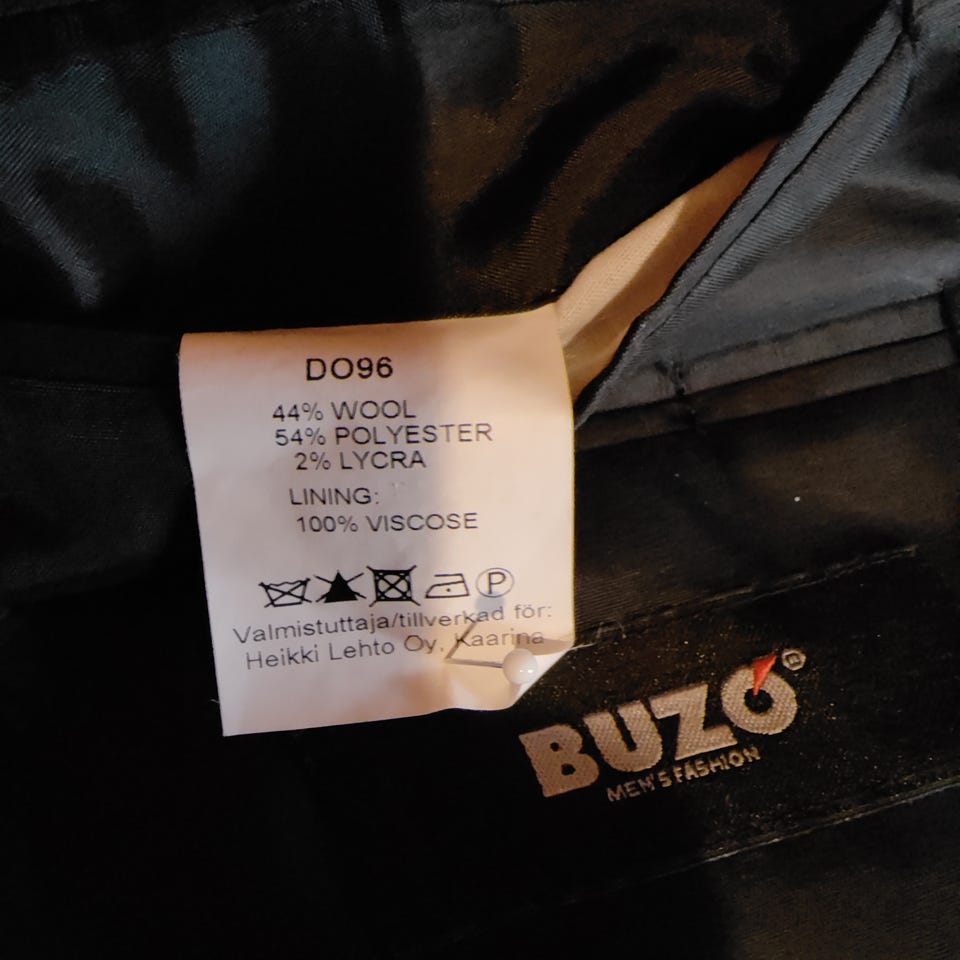 DO96
44% WOOL
54% POLYESTER
2% LYCRA
LINING:
100% VISCOSE
P
Valmistuttaja/tillverkad för:
Heikki Lehto Oy, Kaarina
BUZO®
MEN'S FASHION